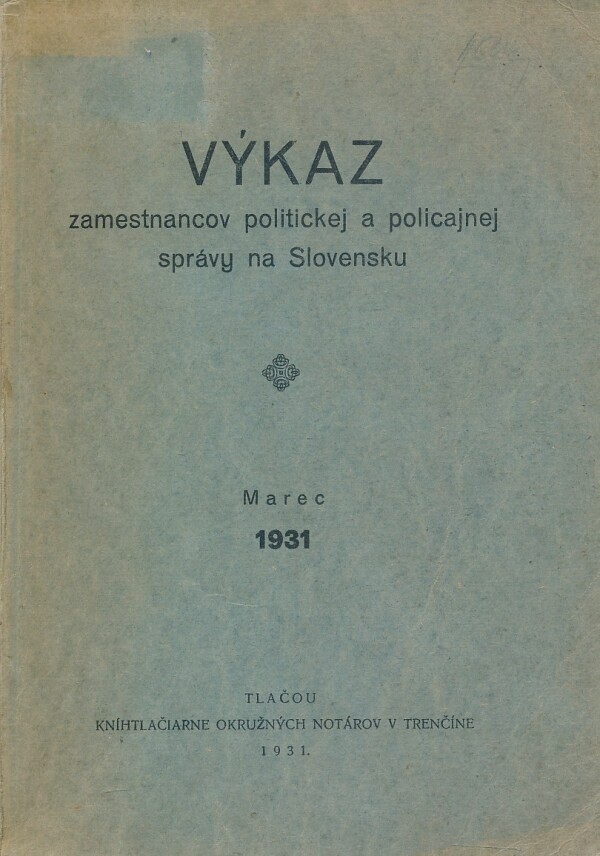 VÝKAZ
zamestnancov politickej a policajnej
správy na Slovensku
Marec
1931
TLAČOU
KNÍHTLAČIARNE OKRUŽNÝCH NOTÁROV V TRENČÍNE
1931.